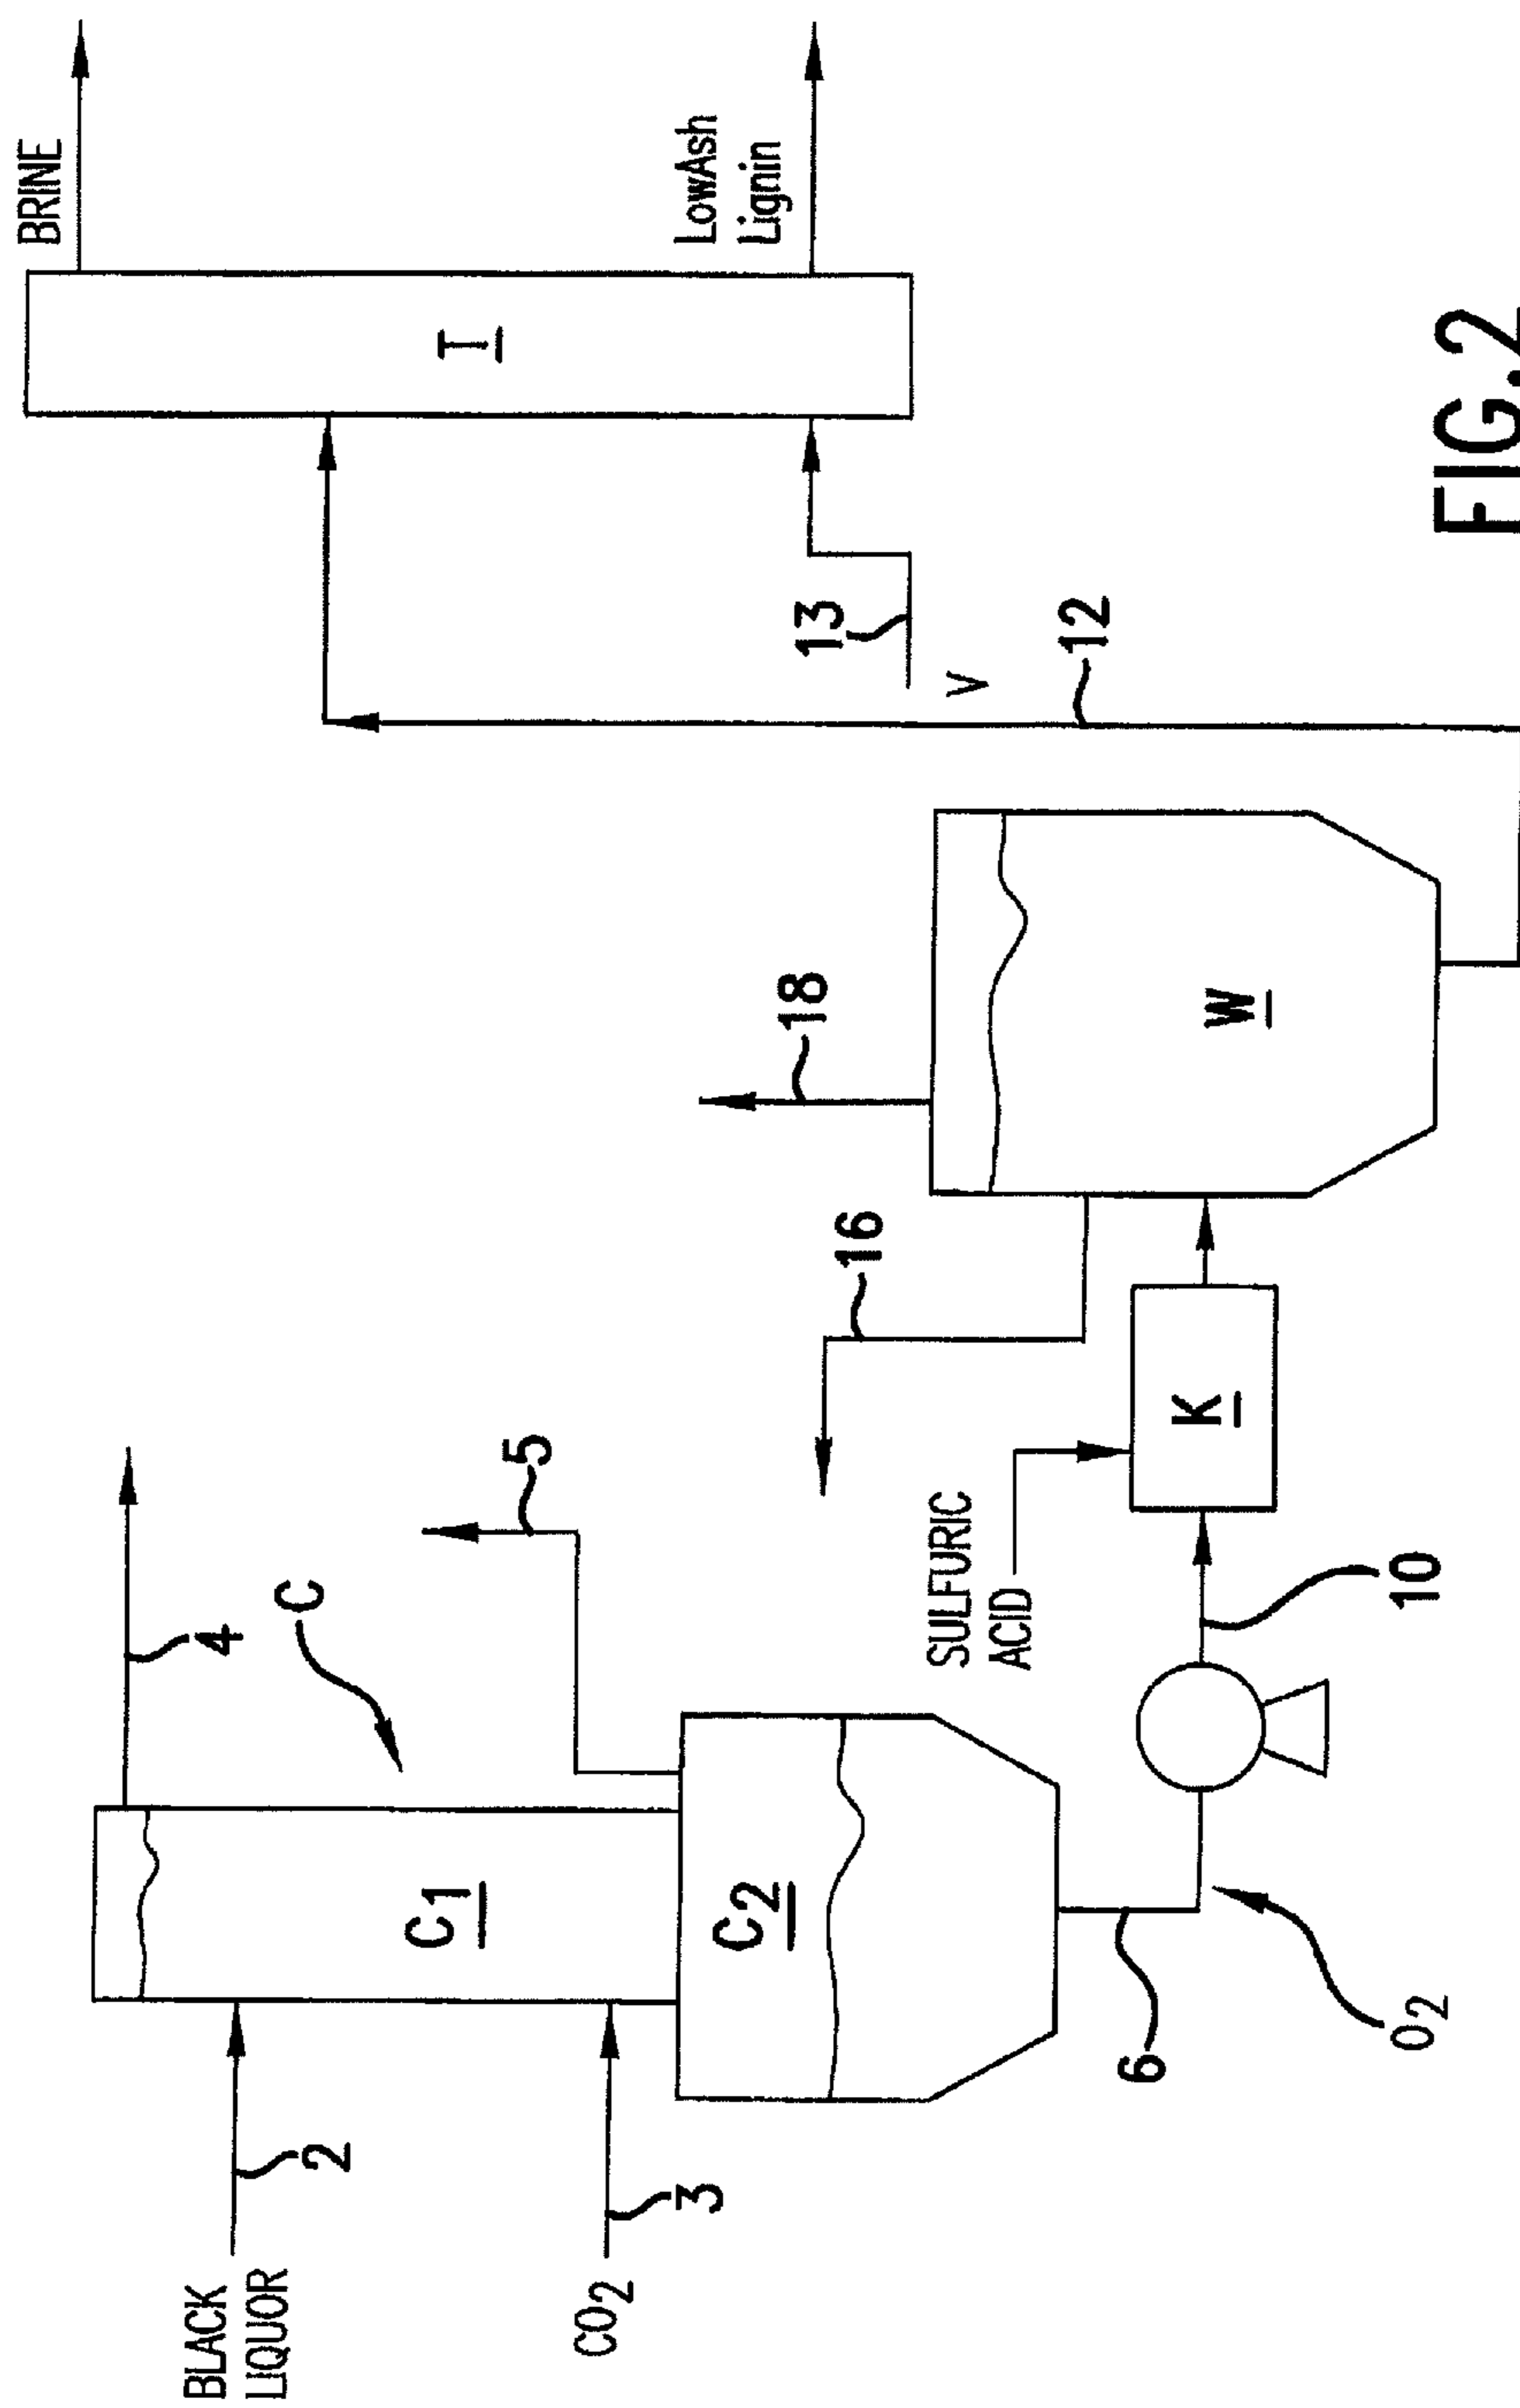 BLACK
LIQUOR
2
CO2
3
4
C
C1
C2
5
6
O2
10
SULFURIC
ACID
K
16
18
W
12
V
13
T
BRINE
LowAsh
Lignin
FIG.2